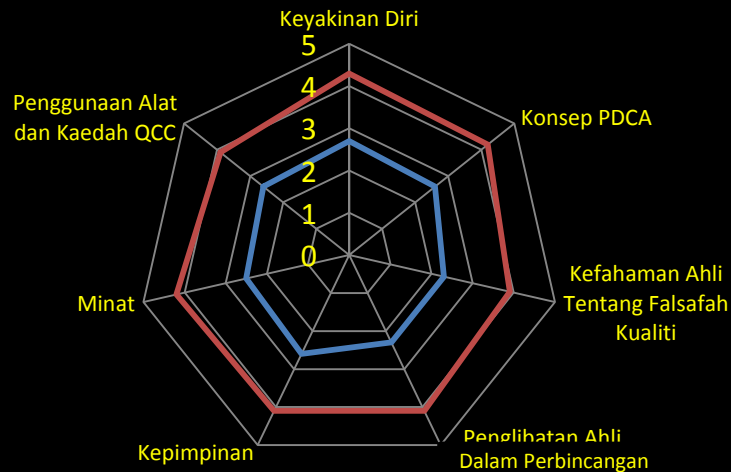 Keyakinan Diri
5
4
3
2
1
0
Konsep PDCA
Kefahaman Ahli
Tentang Falsafah
Kualiti
Penglibatan Ahli
Dalam Perbincangan
Kepimpinan
Minat
Penggunaan Alat
dan Kaedah QCC